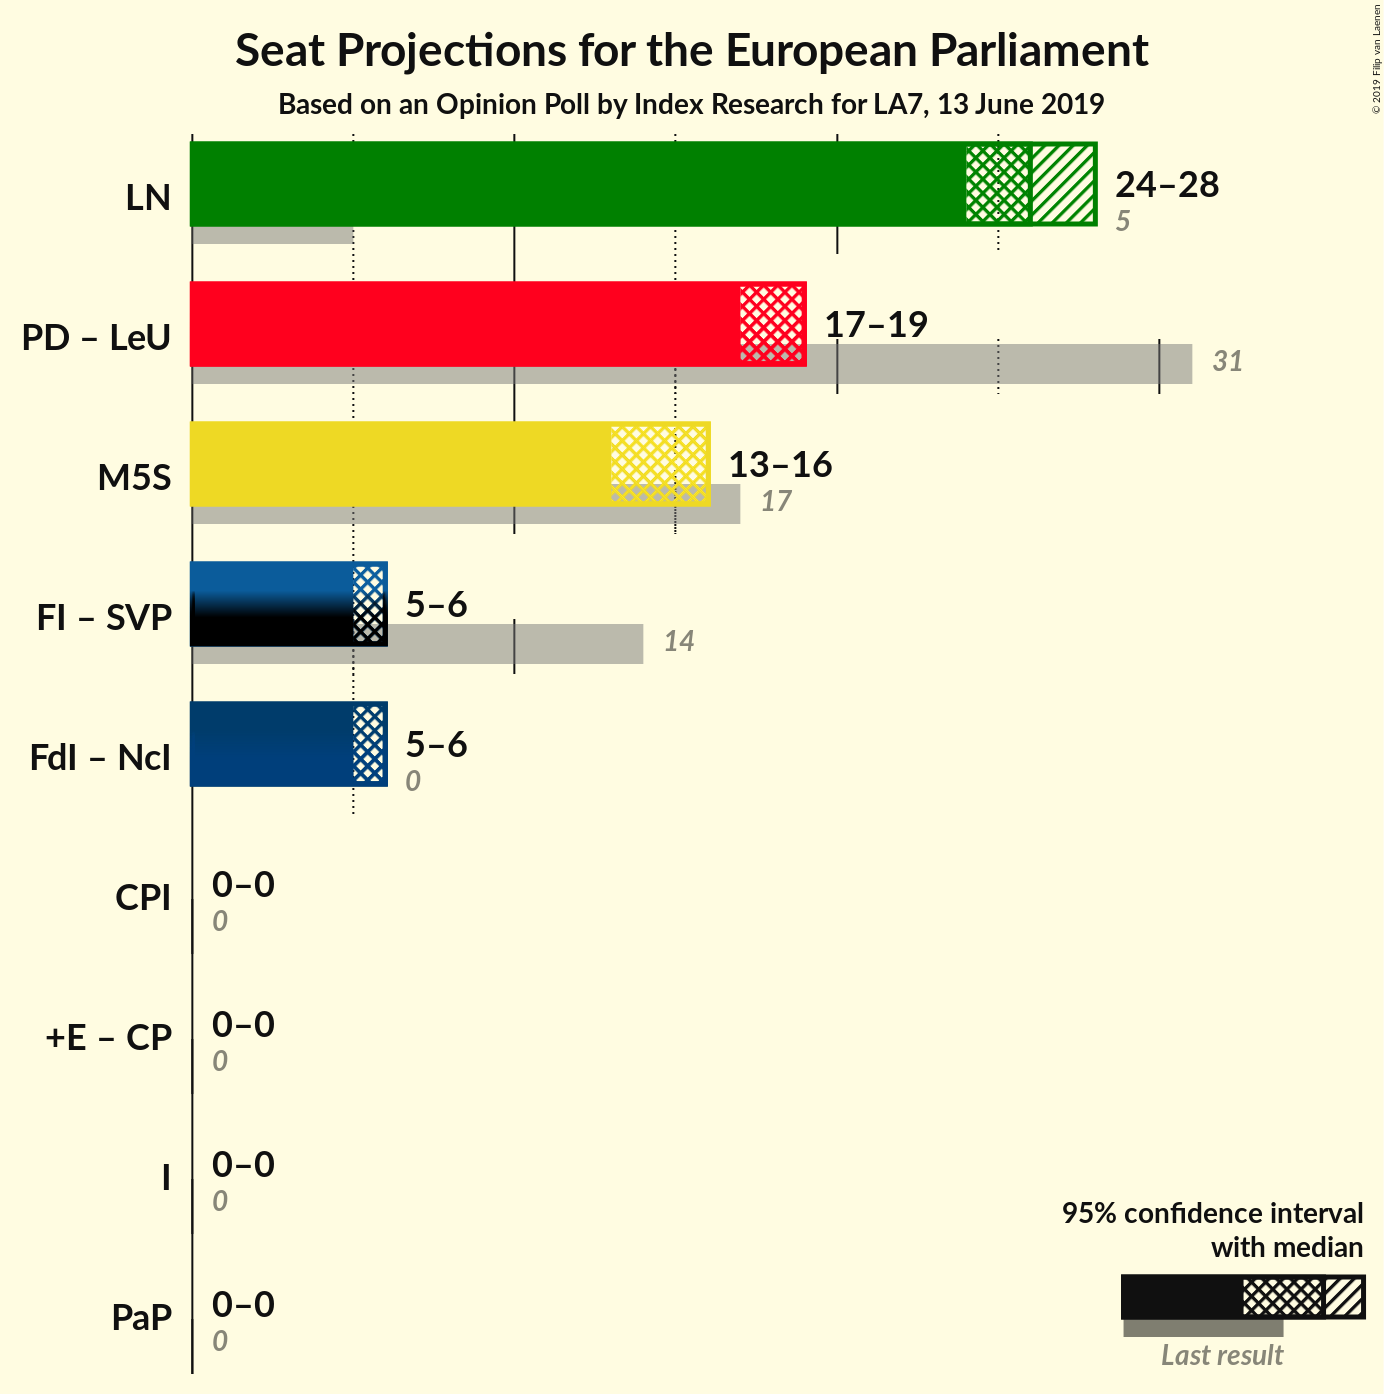 Seat Projections for the European Parliament
Based on an Opinion Poll by Index Research for LA7, 13 June 2019
© 2019 Filip van Laenen
LN
24–28
5
PD – LeU
17–19
31
M5S
13–16
17
FI – SVP
5–6
14
FdI – NcI
5–6
0
CPI
0–0
0
+E – CP
0–0
0
I
0–0
0
PaP
0–0
0
95% confidence interval
with median
Last result